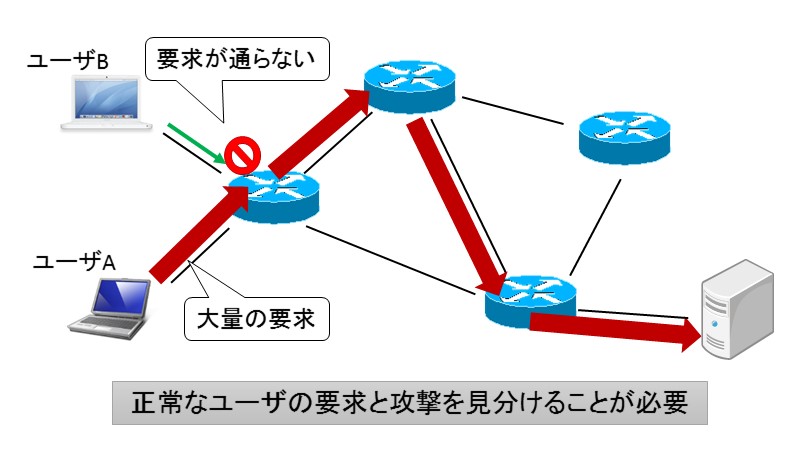 ユーザB
要求が通らない
ユーザA
大量の要求
正常なユーザの要求と攻撃を見分けることが必要